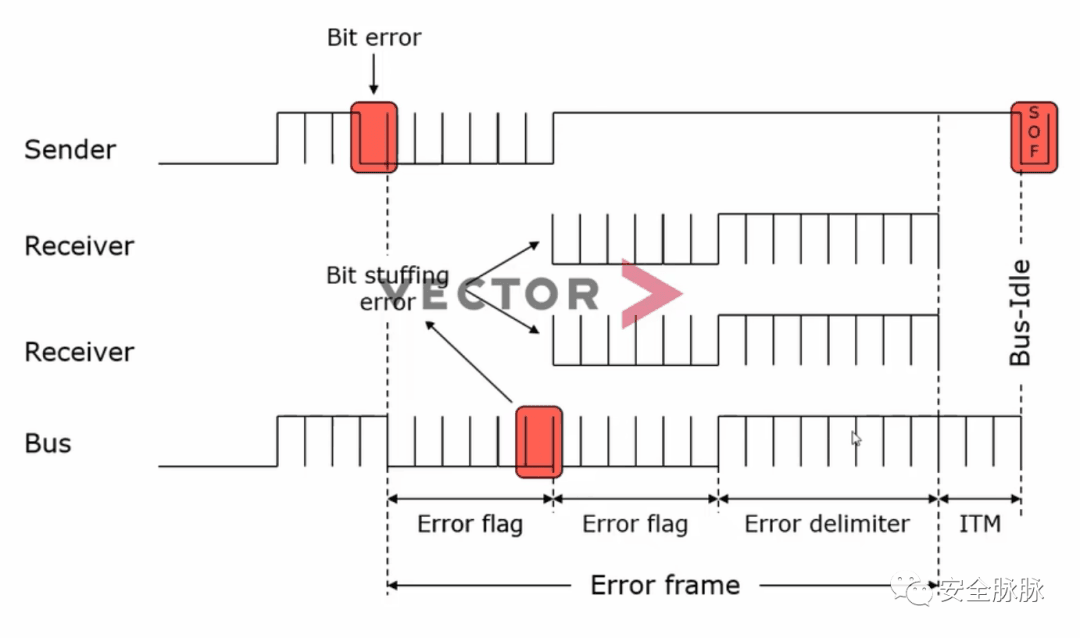 Bit error
Sender
S
O
F
Receiver
Bit stuffing
error
VECTOR
Receiver
Bus-Idle
Bus
Error flag
Error flag
Error delimiter
ITM
Error frame
安全脉脉